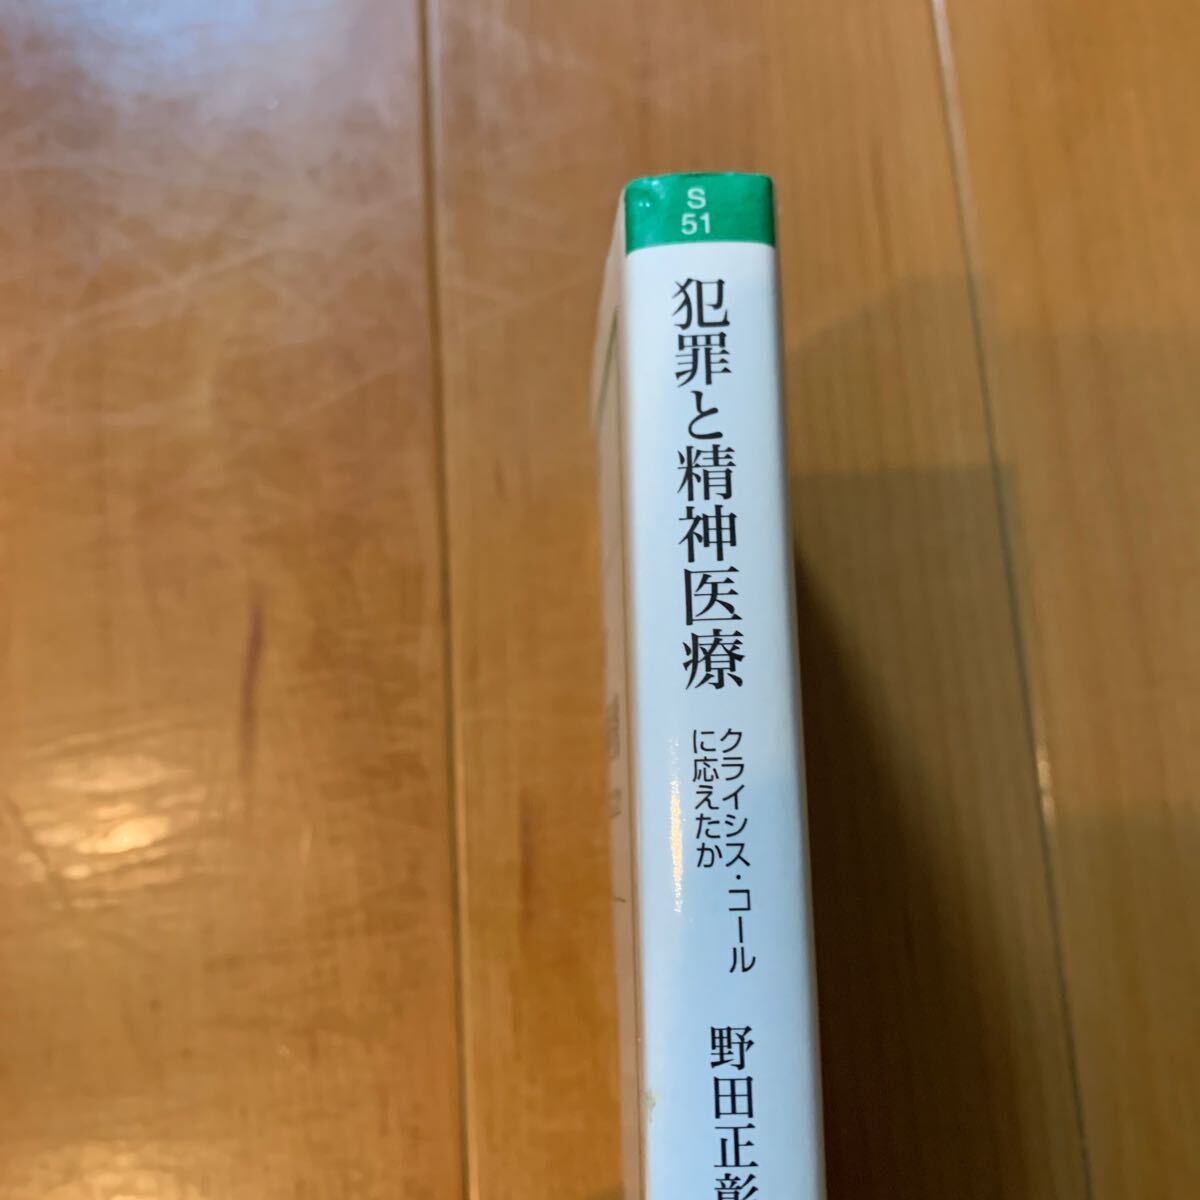 S
51
犯罪と精神医療
クライシス・コール
に応えたか
野田正彰